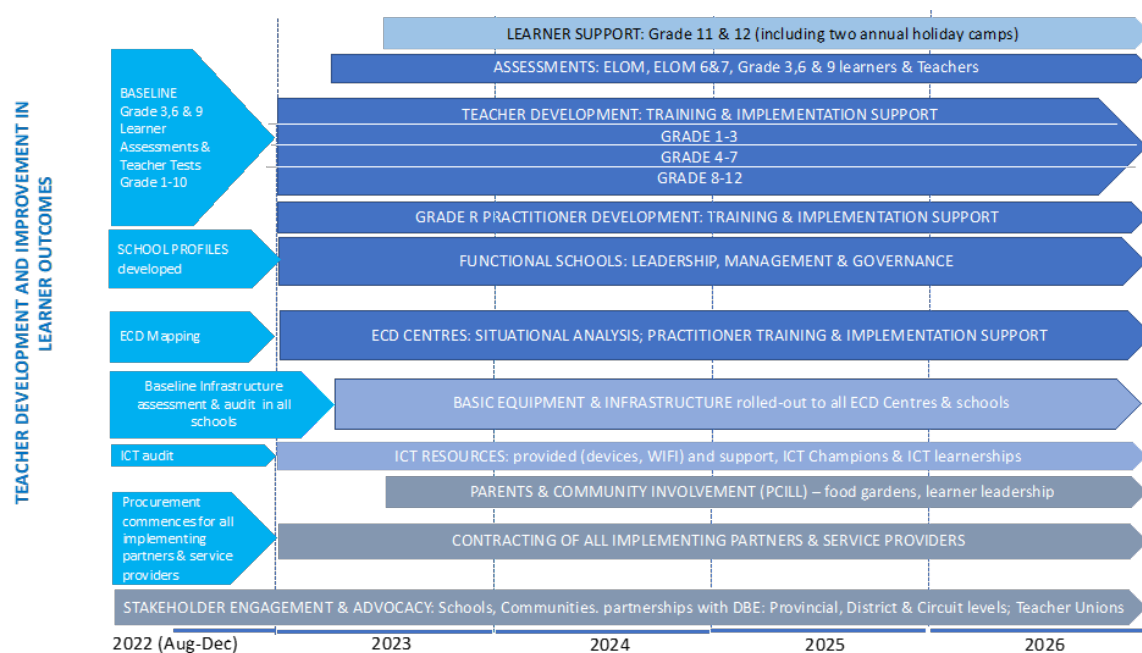 TEACHER DEVELOPMENT AND IMPROVEMENT IN
LEARNER OUTCOMES
LEARNER SUPPORT: Grade 11 & 12 (including two annual holiday camps)
ASSESSMENTS: ELOM, ELOM 6&7, Grade 3,6 & 9 learners & Teachers
BASELINE
Grade 3,6 & 9
Learner
Assessments &
Teacher Tests
Grade 1-10
TEACHER DEVELOPMENT: TRAINING & IMPLEMENTATION SUPPORT
GRADE 1-3
GRADE 4-7
GRADE 8-12
GRADE R PRACTITIONER DEVELOPMENT: TRAINING & IMPLEMENTATION SUPPORT
SCHOOL PROFILES
developed
FUNCTIONAL SCHOOLS: LEADERSHIP, MANAGEMENT & GOVERNANCE
ECD Mapping
ECD CENTRES: SITUATIONAL ANALYSIS; PRACTITIONER TRAINING & IMPLEMENTATION SUPPORT
Baseline Infrastructure
assessment & audit in all
schools
BASIC EQUIPMENT & INFRASTRUCTURE rolled-out to all ECD Centres & schools
ICT audit
ICT RESOURCES: provided (devices, WIFI) and support, ICT Champions & ICT learnerships
PARENTS & COMMUNITY INVOLVEMENT (PCILL) – food gardens, learner leadership
Procurement
commences for all
implementing
partners & service
providers
CONTRACTING OF ALL IMPLEMENTING PARTNERS & SERVICE PROVIDERS
STAKEHOLDER ENGAGEMENT & ADVOCACY: Schools, Communities. partnerships with DBE: Provincial, District & Circuit levels; Teacher Unions
2022 (Aug-Dec)
2023
2024
2025
2026